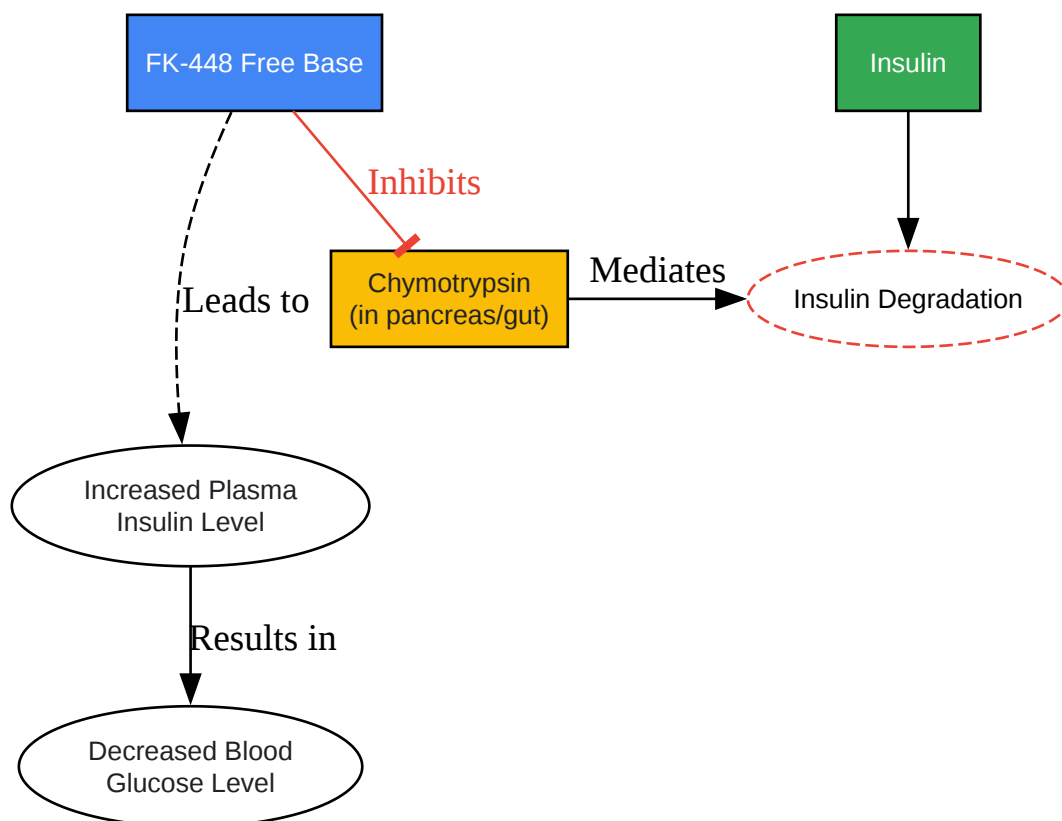 FK-448 Free Base
Insulin
Inhibits
Chymotrypsin
(in pancreas/gut)
Mediates
Insulin Degradation
Leads to
Increased Plasma
Insulin Level
Results in
Decreased Blood
Glucose Level